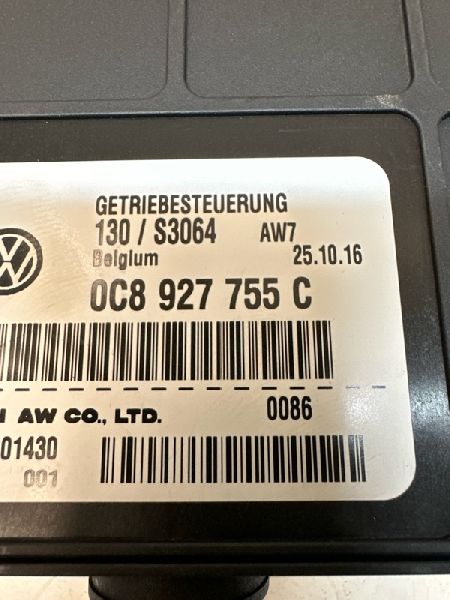 GETRIEBESTEUERUNG
130 / S3064 AW7
Belgium 25.10.16
0C8 927 755 C
AW CO., LTD. 0086
01430
001